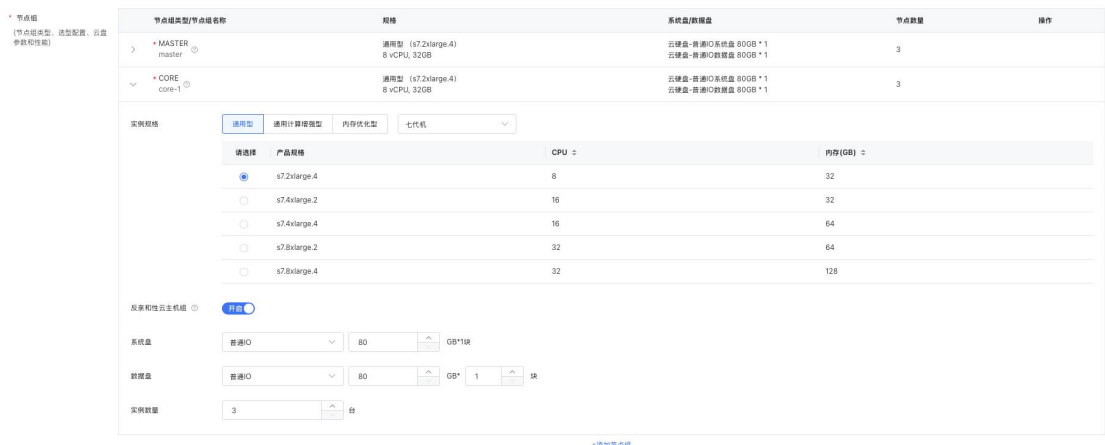 * 节点组
(节点组类型、选型配置、云盘
参数和性能)
节点组类型/节点组名称 规格 系统盘/数据盘 节点数量 操作
* MASTER
master
通用型 (s7.2xlarge.4)
8 vCPU, 32GB
云硬盘-普通IO系统盘 80GB * 1
云硬盘-普通IO数据盘 80GB * 1
3
* CORE
core-1
通用型 (s7.2xlarge.4)
8 vCPU, 32GB
云硬盘-普通IO系统盘 80GB * 1
云硬盘-普通IO数据盘 80GB * 1
3
实例规格 通用型 通用计算增强型 内存优化型 七代机
请选择 产品规格 CPU 内存(GB)
s7.2xlarge.4 8 32
s7.4xlarge.2 16 32
s7.4xlarge.4 16 64
s7.8xlarge.2 32 64
s7.8xlarge.4 32 128
反亲和性云主机组 开启
系统盘 普通IO 80 GB*1块
数据盘 普通IO 80 GB* 1 块
实例数量 3 台
+添加节点组